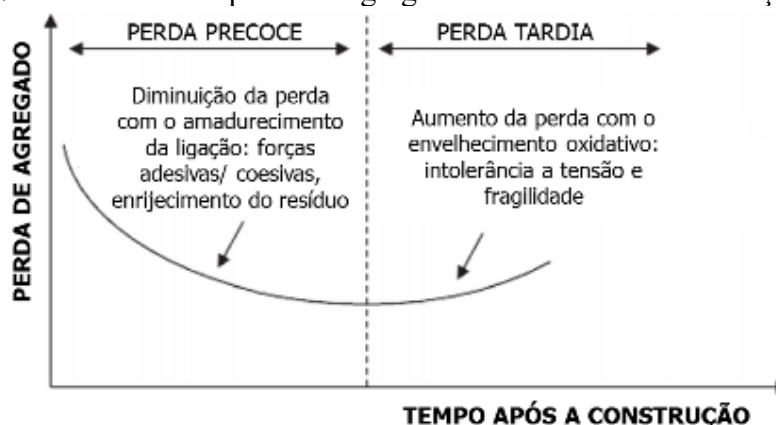 PERDA PRECOCE
PERDA TARDIA
Diminuição da perda
com o amadurecimento
da ligação: forças
adesivas/ coesivas,
enrijecimento do resíduo
Aumento da perda com o
envelhecimento oxidativo:
intolerância a tensão e
fragilidade
PERDA DE AGREGADO
TEMPO APÓS A CONSTRUÇÃO